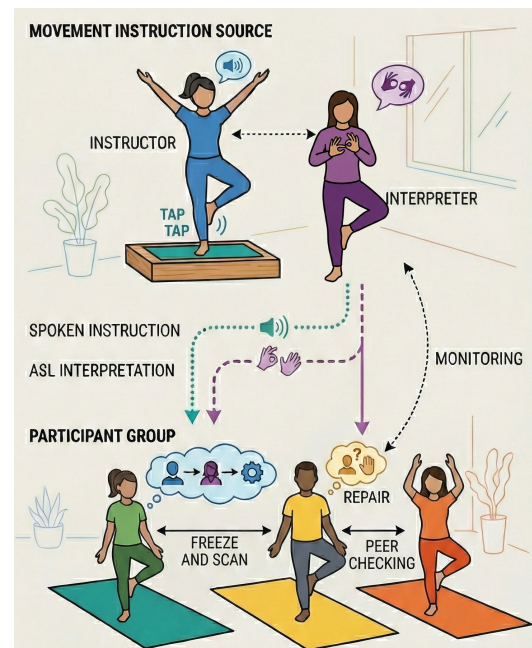 MOVEMENT INSTRUCTION SOURCE
INSTRUCTOR
TAP
TAP
INTERPRETER
SPOKEN INSTRUCTION
ASL INTERPRETATION
MONITORING
PARTICIPANT GROUP
?
REPAIR
FREEZE
AND SCAN
PEER
CHECKING